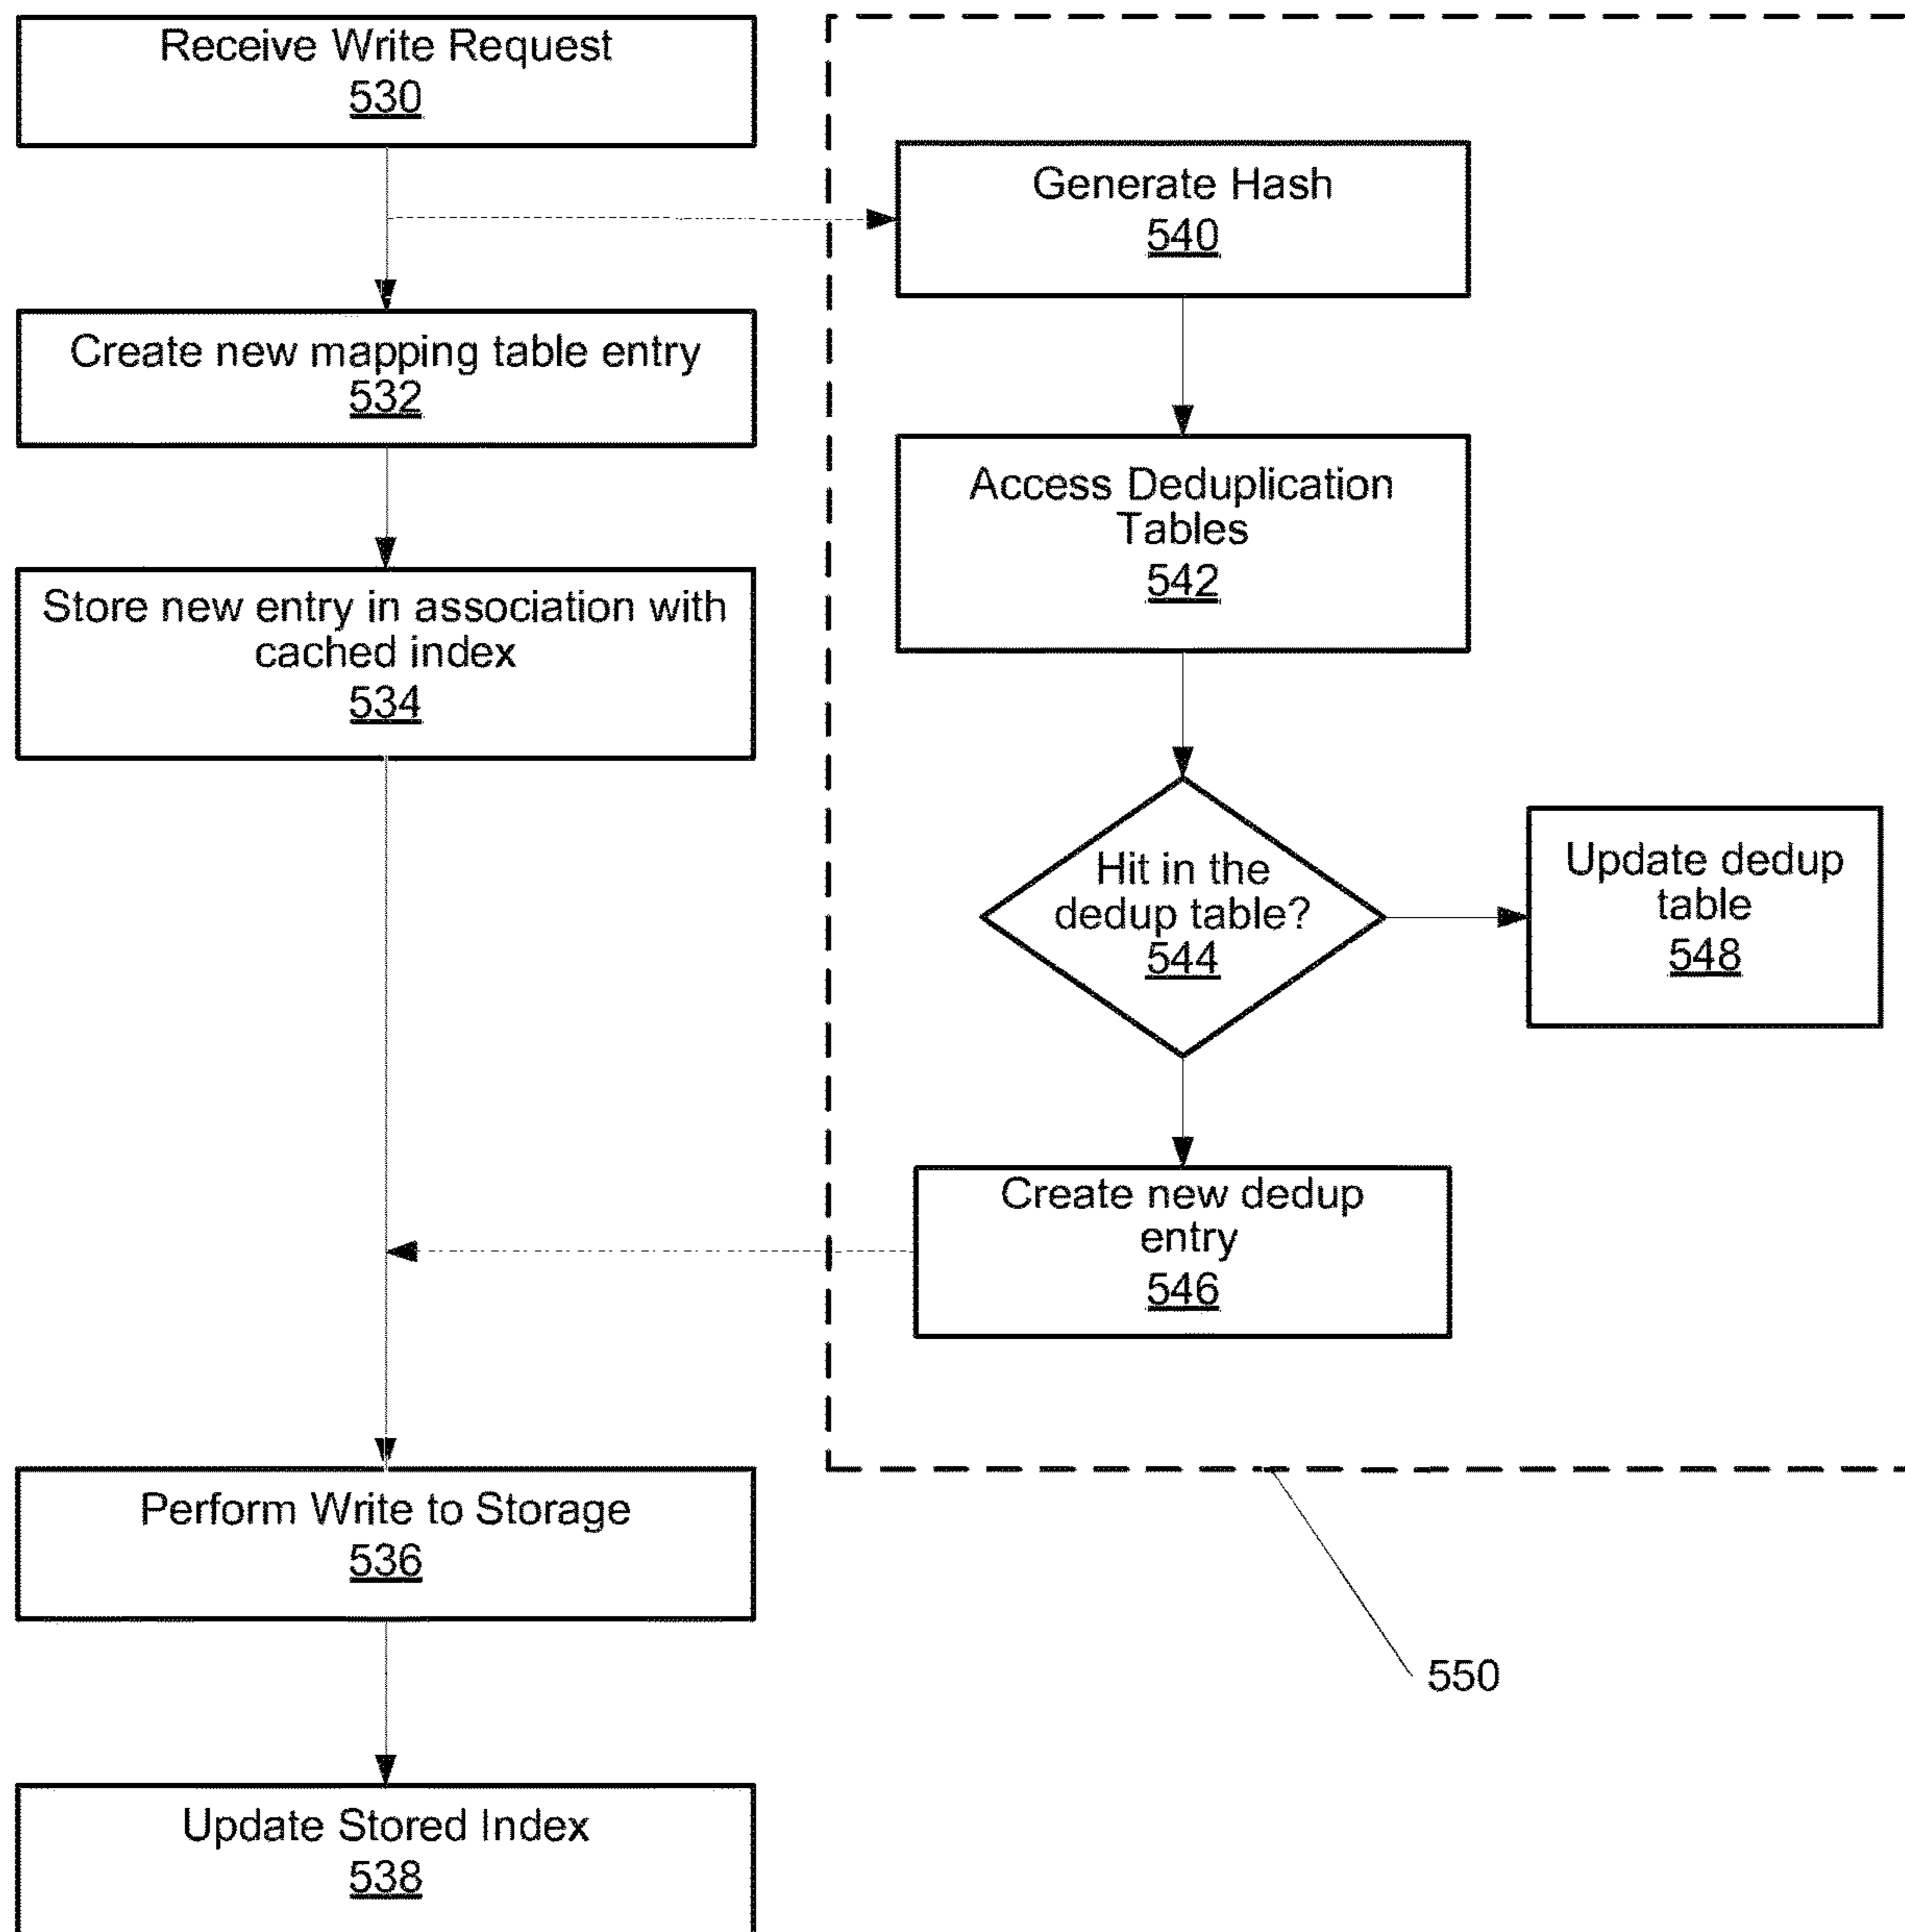 Receive Write Request
530
Create new mapping table entry
532
Store new entry in association with
cached index
534
Perform Write to Storage
536
Update Stored Index
538
Generate Hash
540
Access Deduplication
Tables
542
Hit in the
dedup table?
544
Update dedup
table
548
Create new dedup
entry
546
550